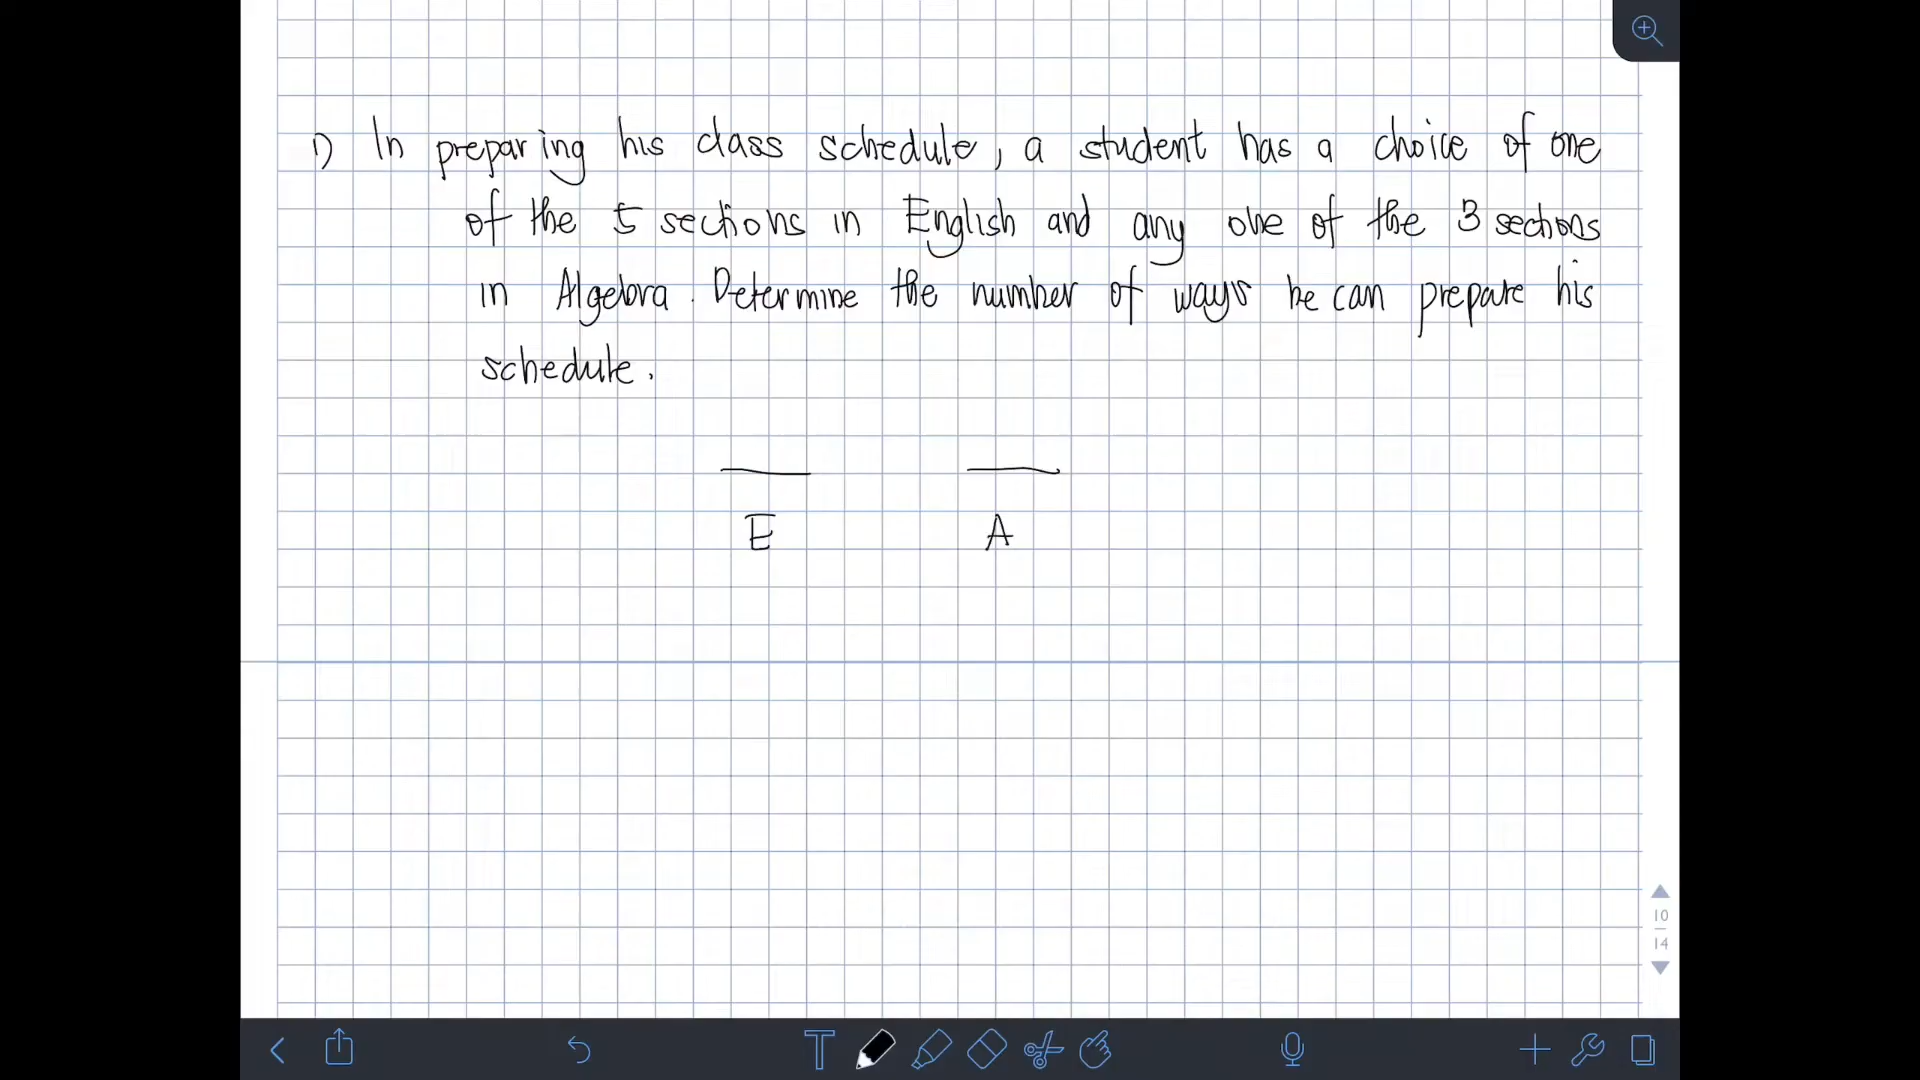 1) In preparing his class schedule, a student has a choice of one
of the 5 sections in English and any one of the 3 sections
in Algebra. Determine the number of ways he can prepare his
schedule.
E A
10
14
T